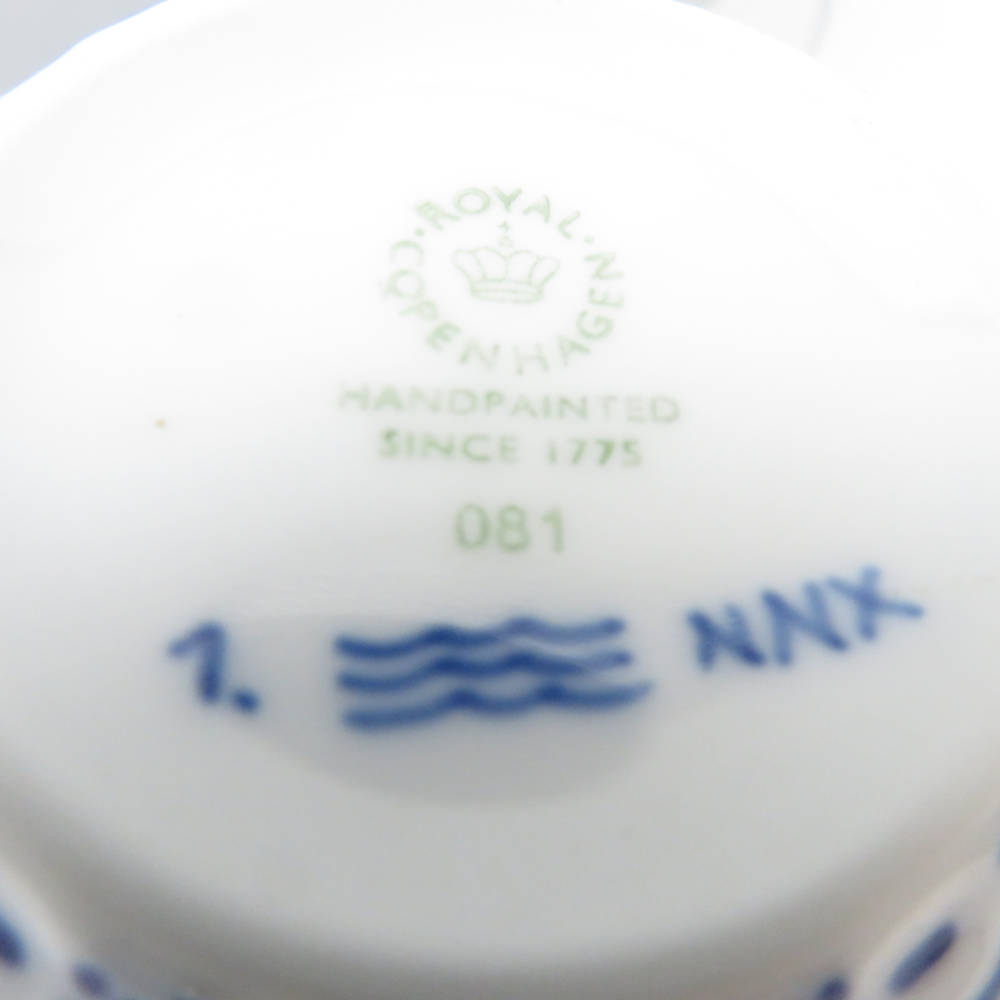 ROYAL
COPENHAGEN
HANDPAINTED
SINCE 1775
081
1. NNX